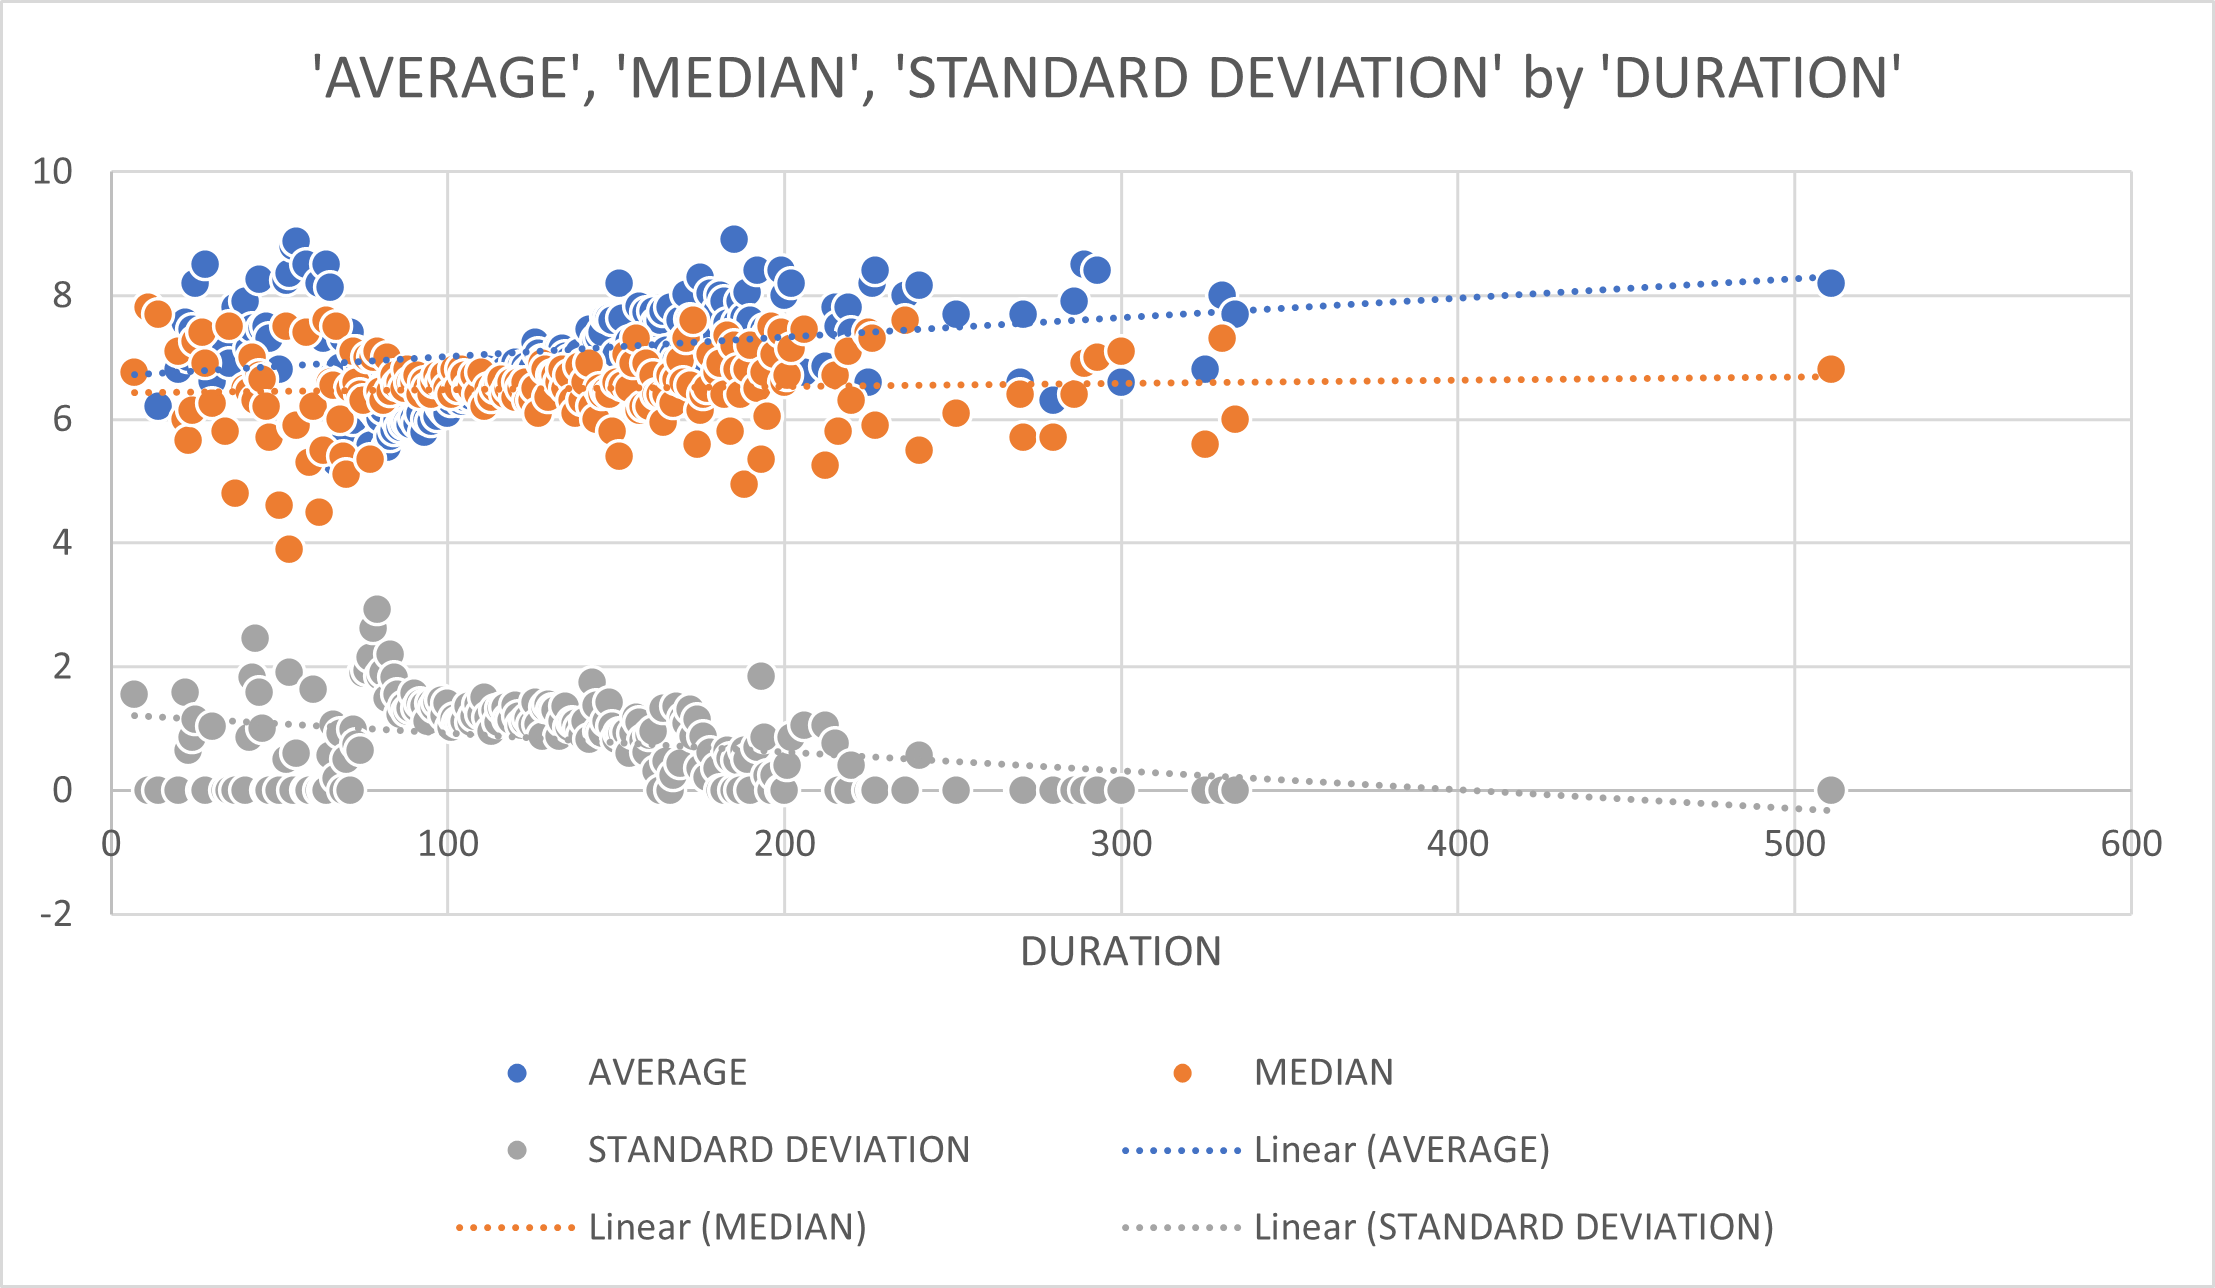 'AVERAGE', 'MEDIAN', 'STANDARD DEVIATION' by 'DURATION'
10
8
6
4
2
0
-2
0 100 200 300 400 500 600
DURATION
AVERAGE MEDIAN
STANDARD DEVIATION Linear (AVERAGE)
Linear (MEDIAN) Linear (STANDARD DEVIATION)